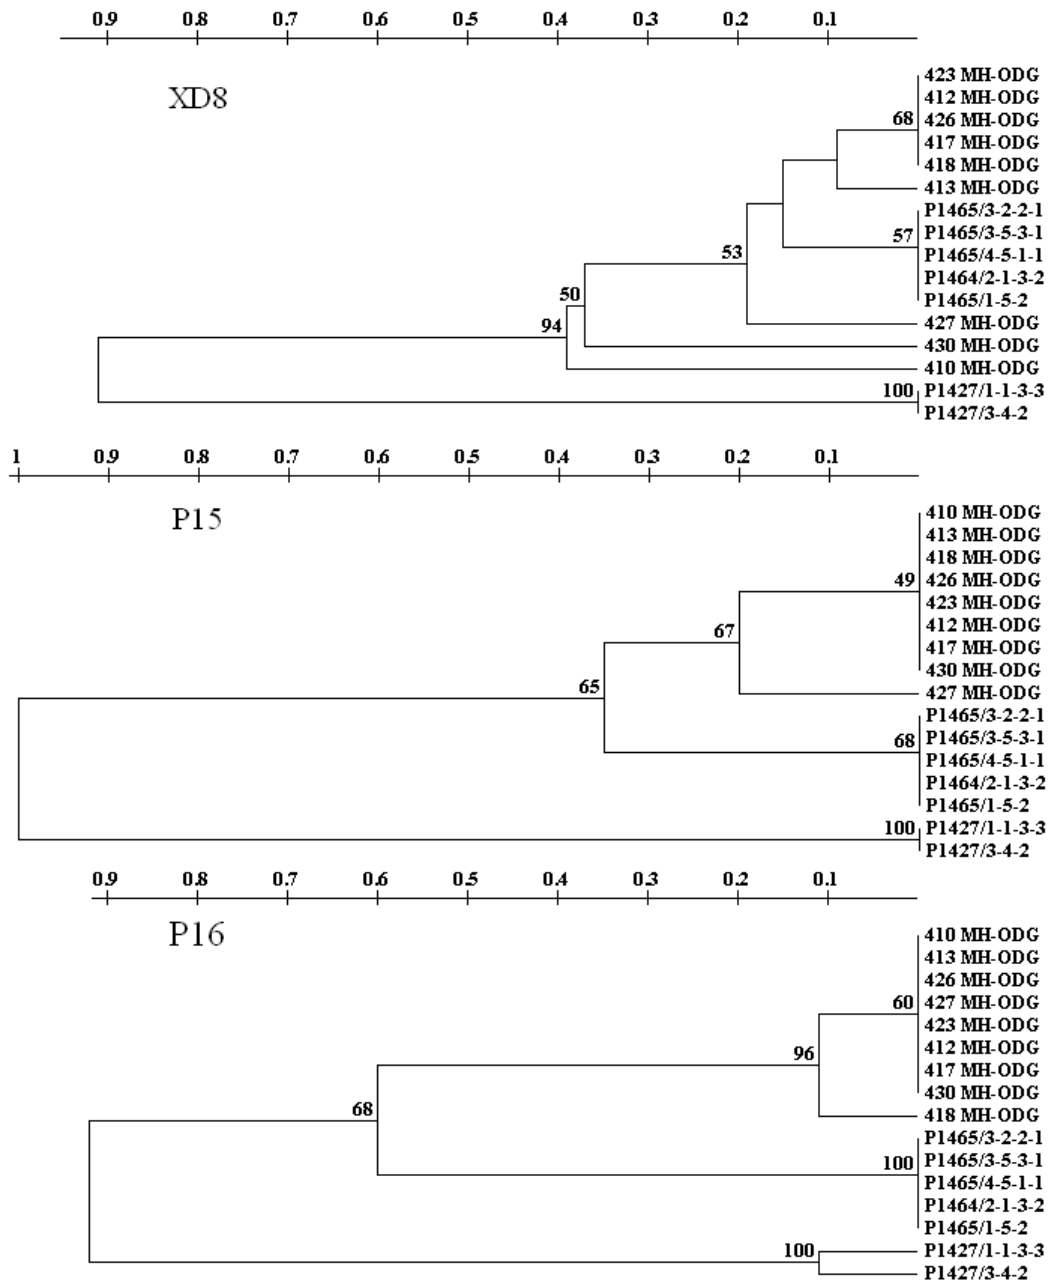 0.9 0.8 0.7 0.6 0.5 0.4 0.3 0.2 0.1
XD8
423 MH-ODG
412 MH-ODG
68 426 MH-ODG
417 MH-ODG
418 MH-ODG
413 MH-ODG
P1465/3-2-2-1
57 P1465/3-5-3-1
53 P1465/4-5-1-1
P1464/2-1-3-2
50 P1465/1-5-2
94 427 MH-ODG
430 MH-ODG
410 MH-ODG
100 P1427/1-1-3-3
P1427/3-4-2
1 0.9 0.8 0.7 0.6 0.5 0.4 0.3 0.2 0.1
P15
410 MH-ODG
413 MH-ODG
418 MH-ODG
49 426 MH-ODG
423 MH-ODG
412 MH-ODG
67 417 MH-ODG
430 MH-ODG
65 427 MH-ODG
P1465/3-2-2-1
68 P1465/3-5-3-1
P1465/4-5-1-1
P1464/2-1-3-2
P1465/1-5-2
100 P1427/1-1-3-3
P1427/3-4-2
0.9 0.8 0.7 0.6 0.5 0.4 0.3 0.2 0.1
P16
410 MH-ODG
413 MH-ODG
426 MH-ODG
60 427 MH-ODG
423 MH-ODG
96 412 MH-ODG
417 MH-ODG
430 MH-ODG
68 418 MH-ODG
P1465/3-2-2-1
100 P1465/3-5-3-1
P1465/4-5-1-1
P1464/2-1-3-2
P1465/1-5-2
100 P1427/1-1-3-3
P1427/3-4-2